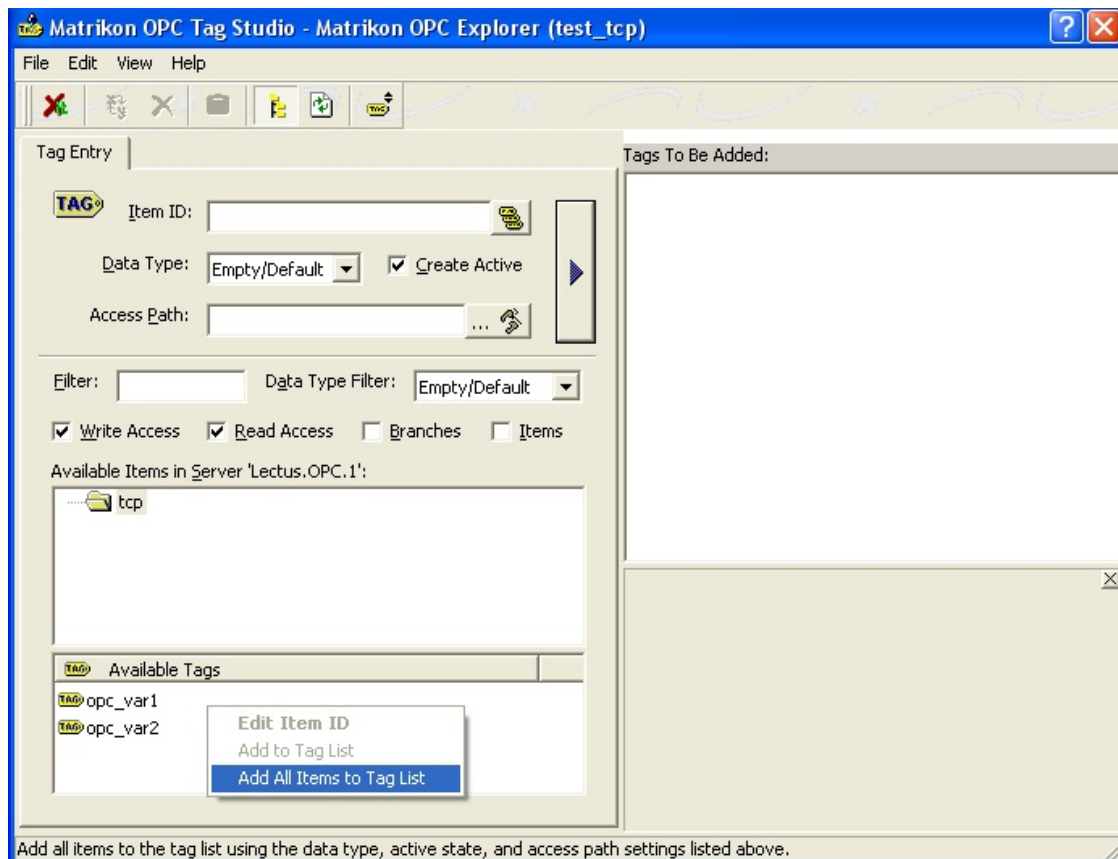 Matrikon OPC Tag Studio - Matrikon OPC Explorer (test_tcp)
File Edit View Help
Tag Entry
Tags To Be Added:
TAG
Item ID:
Data Type: Empty/Default Create Active
Access Path: ...
Filter: Data Type Filter: Empty/Default
Write Access Read Access Branches Items
Available Items in Server 'Lectus.OPC.1':
tcp
TAG Available Tags
TAG opc_var1
TAG opc_var2
Edit Item ID
Add to Tag List
Add All Items to Tag List
Add all items to the tag list using the data type, active state, and access path settings listed above.